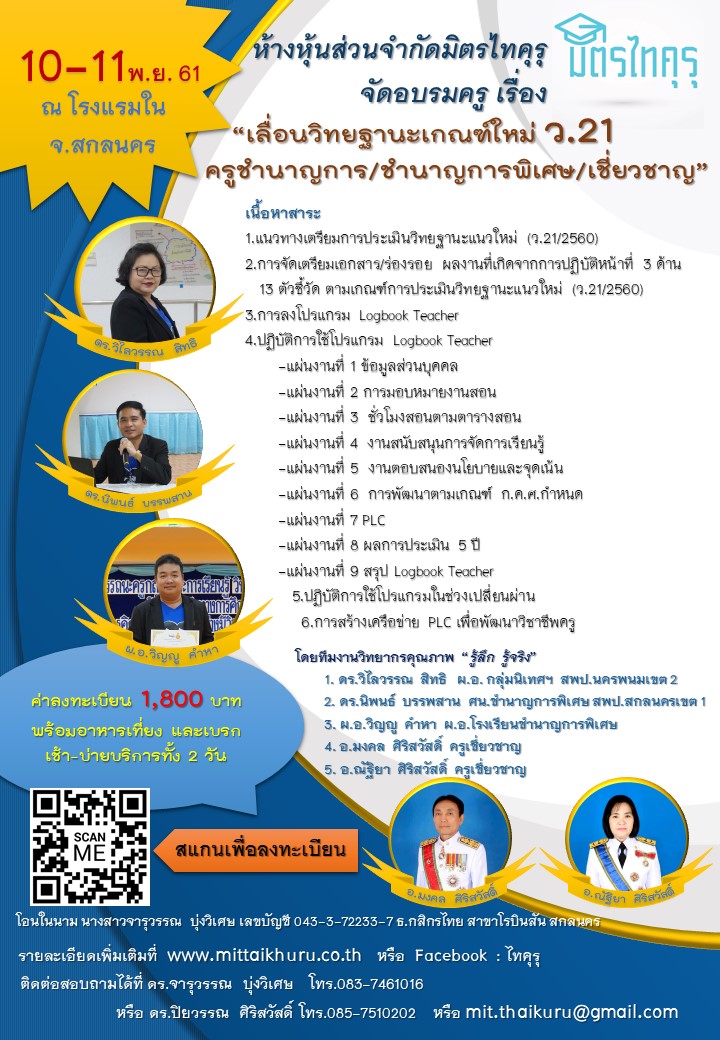 10-11 พ.ย. 61
ณ โรงแรมใน
จ.สกลนคร
ห้างหุ้นส่วนจำกัดมิตรไทคุรุ
จัดอบรมครู เรื่อง
มิตรไทคุรุ
“เลื่อนวิทยฐานะเกณฑ์ใหม่ ว.21
ครูชำนาญการ/ชำนาญการพิเศษ/เชี่ยวชาญ”
เนื้อหาสาระ
1.แนวทางเตรียมการประเมินวิทยฐานะแนวใหม่ (ว.21/2560)
2.การจัดเตรียมเอกสาร/ร่องรอย ผลงานที่เกิดจากการปฏิบัติหน้าที่ 3 ด้าน
13 ตัวชี้วัด ตามเกณฑ์การประเมินวิทยฐานะแนวใหม่ (ว.21/2560)
3.การลงโปรแกรม Logbook Teacher
4.ปฏิบัติการใช้โปรแกรม Logbook Teacher
-แผ่นงานที่ 1 ข้อมูลส่วนบุคคล
-แผ่นงานที่ 2 การมอบหมายงานสอน
-แผ่นงานที่ 3 ชั่วโมงสอนตามตารางสอน
-แผ่นงานที่ 4 งานสนับสนุนการจัดการเรียนรู้
-แผ่นงานที่ 5 งานตอบสนองนโยบายและจุดเน้น
-แผ่นงานที่ 6 การพัฒนาตามเกณฑ์ ก.ค.ศ.กำหนด
-แผ่นงานที่ 7 PLC
-แผ่นงานที่ 8 ผลการประเมิน 5 ปี
-แผ่นงานที่ 9 สรุป Logbook Teacher
5.ปฏิบัติการใช้โปรแกรมในช่วงเปลี่ยนผ่าน
6.การสร้างเครือข่าย PLC เพื่อพัฒนาวิชาชีพครู
ดร.วิไลวรรณ สิทธิ
ดร.นิพนธ์ บรรพสาน
ผ.อ.วิญญู คำหา
โดยทีมงานวิทยากรคุณภาพ “รู้ลึก รู้จริง”
1. ดร.วิไลวรรณ สิทธิ ผ.อ. กลุ่มนิเทศฯ สพป.นครพนมเขต 2
2. ดร.นิพนธ์ บรรพสาน ศน.ชำนาญการพิเศษ สพป.สกลนครเขต 1
3. ผ.อ.วิญญู คำหา ผ.อ.โรงเรียนชำนาญการพิเศษ
4. อ.มงคล ศิริสวัสดิ์ ครูเชี่ยวชาญ
5. อ.ณัฐิยา ศิริสวัสดิ์ ครูเชี่ยวชาญ
ค่าลงทะเบียน 1,800 บาท
พร้อมอาหารเที่ยง และเบรก
เช้า-บ่ายบริการทั้ง 2 วัน
SCAN
ME
สแกนเพื่อลงทะเบียน
อ.มงคล ศิริสวัสดิ์
อ.ณัฐิยา ศิริสวัสดิ์
โอนในนาม นางสาวจารุวรรณ บุ่งวิเศษ เลขบัญชี 043-3-72233-7 ธ.กสิกรไทย สาขาโรบินสัน สกลนคร
รายละเอียดเพิ่มเติมที่ www.mittaikhuru.co.th หรือ Facebook : ไทคุรุ
ติดต่อสอบถามได้ที่ ดร.จารุวรรณ บุ่งวิเศษ โทร.083-7461016
หรือ ดร.ปิยวรรณ ศิริสวัสดิ์ โทร.085-7510202 หรือ mit.thaikuru@gmail.com